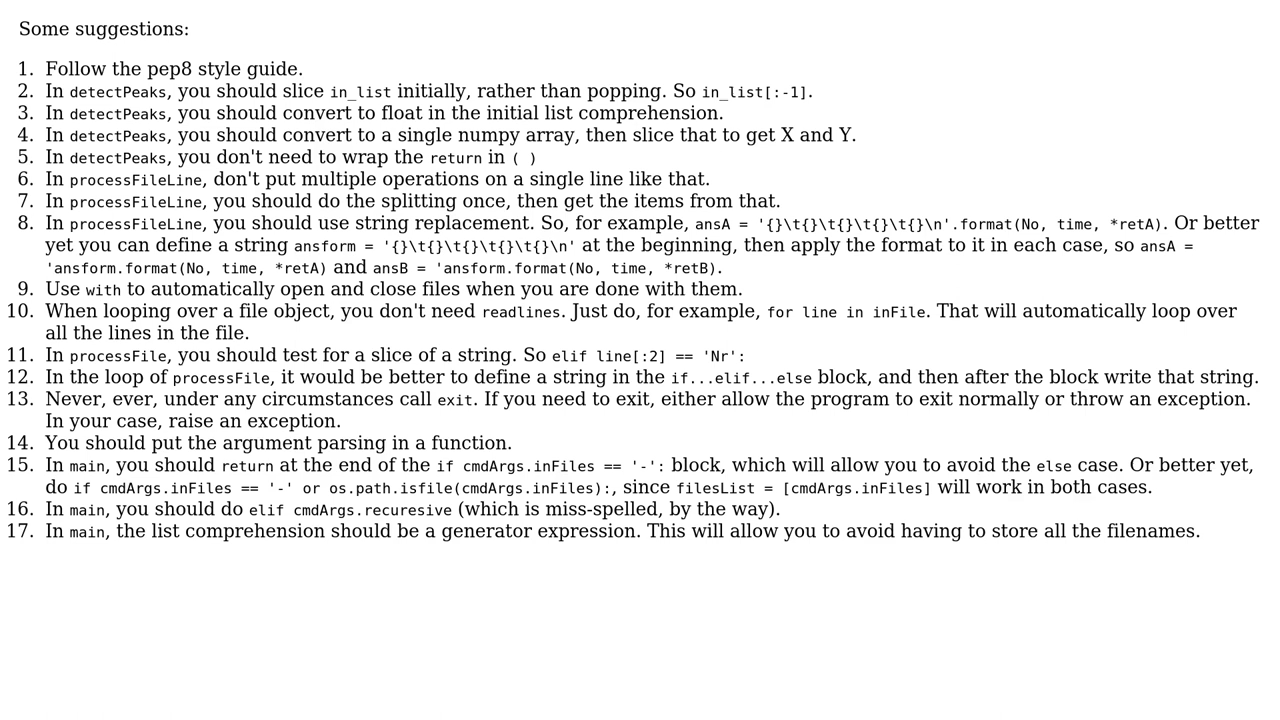 Some suggestions:
1. Follow the pep8 style guide.
2. In detectPeaks, you should slice in_list initially, rather than popping. So in_list[:-1].
3. In detectPeaks, you should convert to float in the initial list comprehension.
4. In detectPeaks, you should convert to a single numpy array, then slice that to get X and Y.
5. In detectPeaks, you don't need to wrap the return in ( )
6. In processFileLine, don't put multiple operations on a single line like that.
7. In processFileLine, you should do the splitting once, then get the items from that.
8. In processFileLine, you should use string replacement. So, for example, ansA = '{}\t{}\t{}\t{}\t{}\n'.format(No, time, *retA). Or better
yet you can define a string ansform = '{}\t{}\t{}\t{}\t{}\n' at the beginning, then apply the format to it in each case, so ansA =
'ansform.format(No, time, *retA) and ansB = 'ansform.format(No, time, *retB).
9. Use with to automatically open and close files when you are done with them.
10. When looping over a file object, you don't need readlines. Just do, for example, for line in inFile. That will automatically loop over
all the lines in the file.
11. In processFile, you should test for a slice of a string. So elif line[:2] == 'Nr':
12. In the loop of processFile, it would be better to define a string in the if...elif...else block, and then after the block write that string.
13. Never, ever, under any circumstances call exit. If you need to exit, either allow the program to exit normally or throw an exception.
In your case, raise an exception.
14. You should put the argument parsing in a function.
15. In main, you should return at the end of the if cmdArgs.inFiles == '-': block, which will allow you to avoid the else case. Or better yet,
do if cmdArgs.inFiles == '-' or os.path.isfile(cmdArgs.inFiles):, since filesList = [cmdArgs.inFiles] will work in both cases.
16. In main, you should do elif cmdArgs.recuresive (which is miss-spelled, by the way).
17. In main, the list comprehension should be a generator expression. This will allow you to avoid having to store all the filenames.